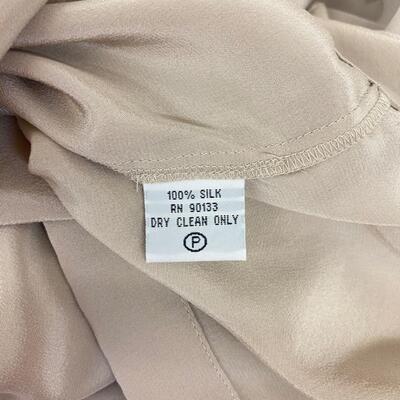 100% SILK
RN 90133
DRY CLEAN ONLY
P